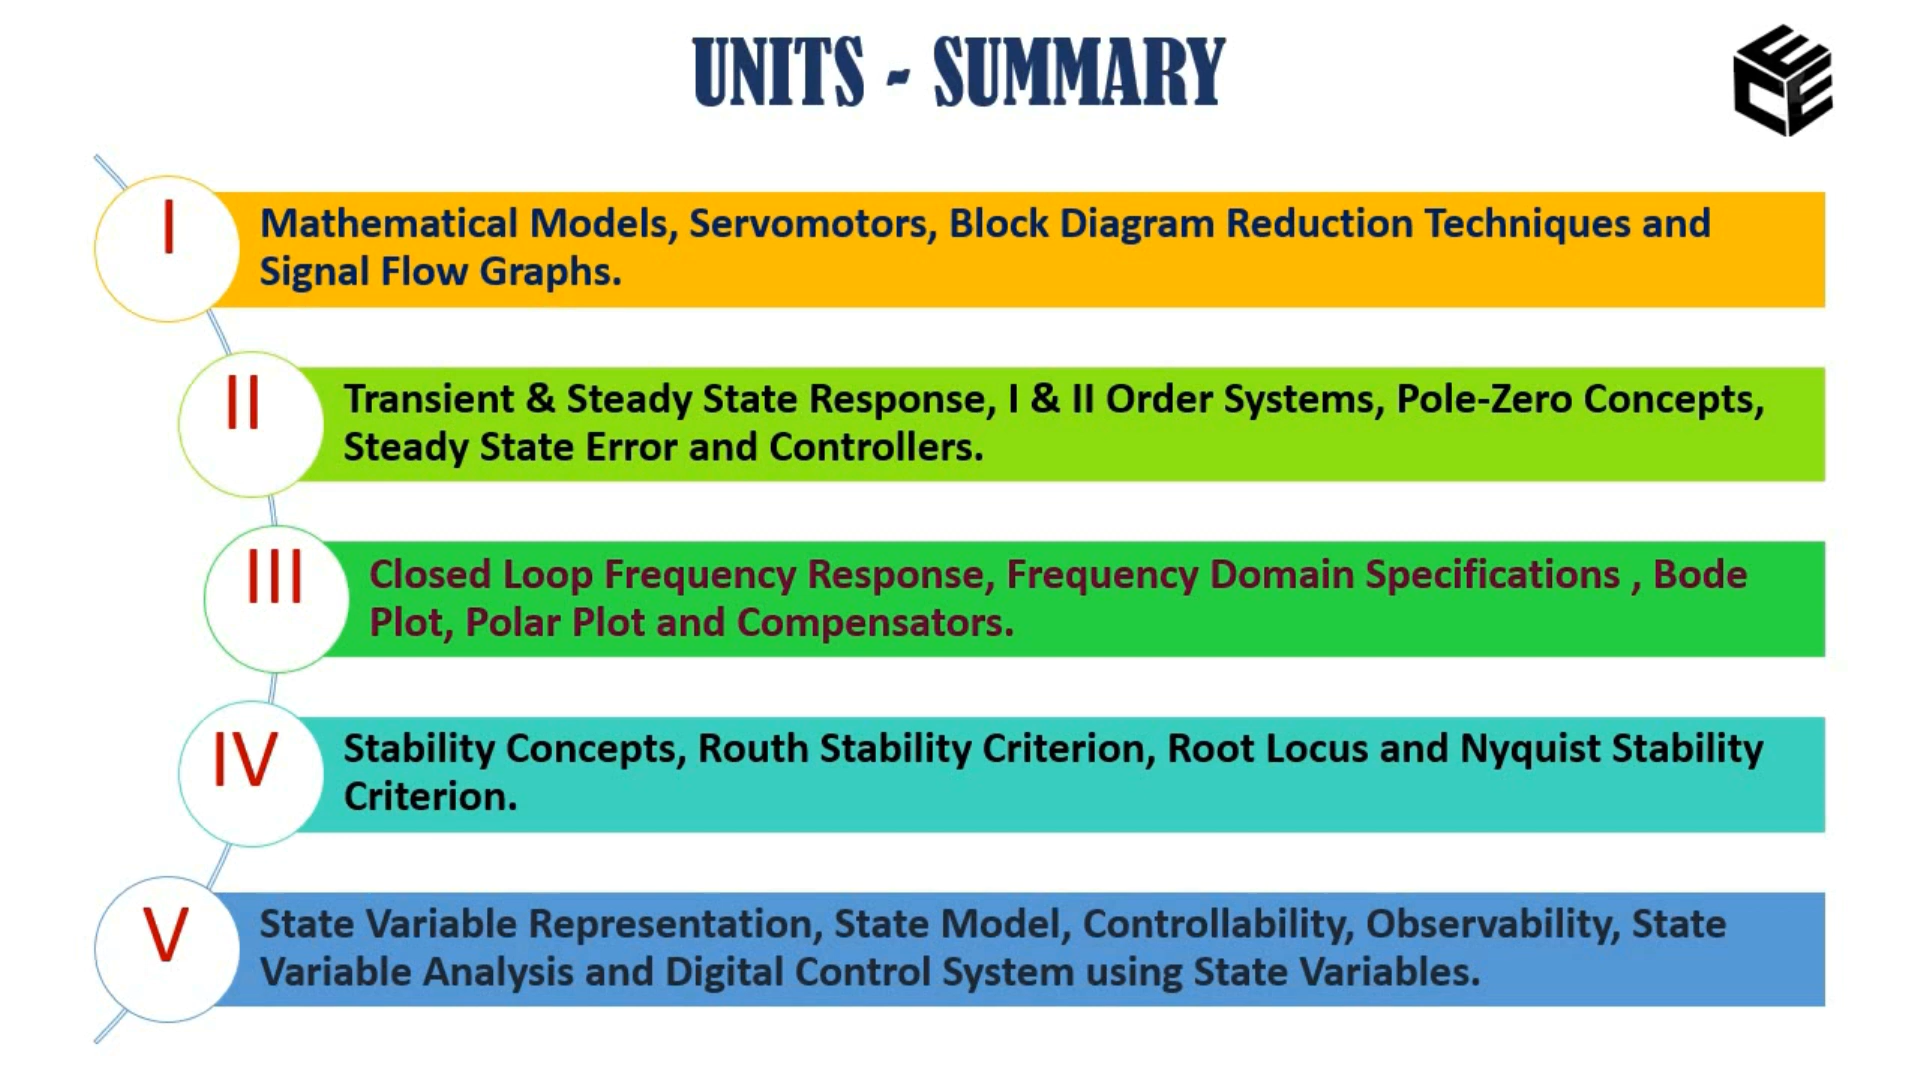 UNITS - SUMMARY
ECE
I
Mathematical Models, Servomotors, Block Diagram Reduction Techniques and
Signal Flow Graphs.
II
Transient & Steady State Response, I & II Order Systems, Pole-Zero Concepts,
Steady State Error and Controllers.
III
Closed Loop Frequency Response, Frequency Domain Specifications , Bode
Plot, Polar Plot and Compensators.
IV
Stability Concepts, Routh Stability Criterion, Root Locus and Nyquist Stability
Criterion.
V
State Variable Representation, State Model, Controllability, Observability, State
Variable Analysis and Digital Control System using State Variables.